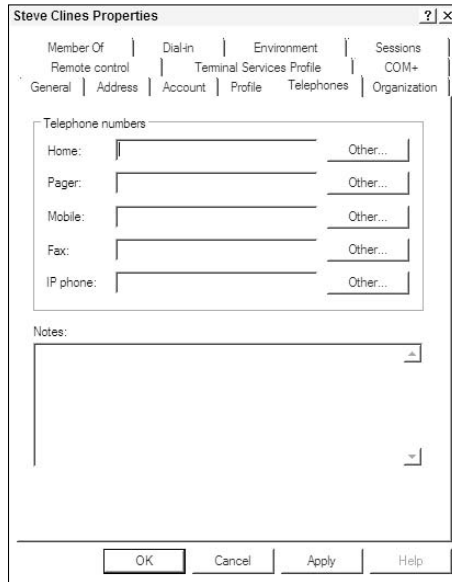 Steve Clines Properties ? ×
Member Of Dial-in Environment Sessions
Remote control Terminal Services Profile COM+
General Address Account Profile Telephones Organization
Telephone numbers
Home: Other...
Pager: Other...
Mobile: Other...
Fax: Other...
IP phone: Other...
Notes:
OK Cancel Apply Help